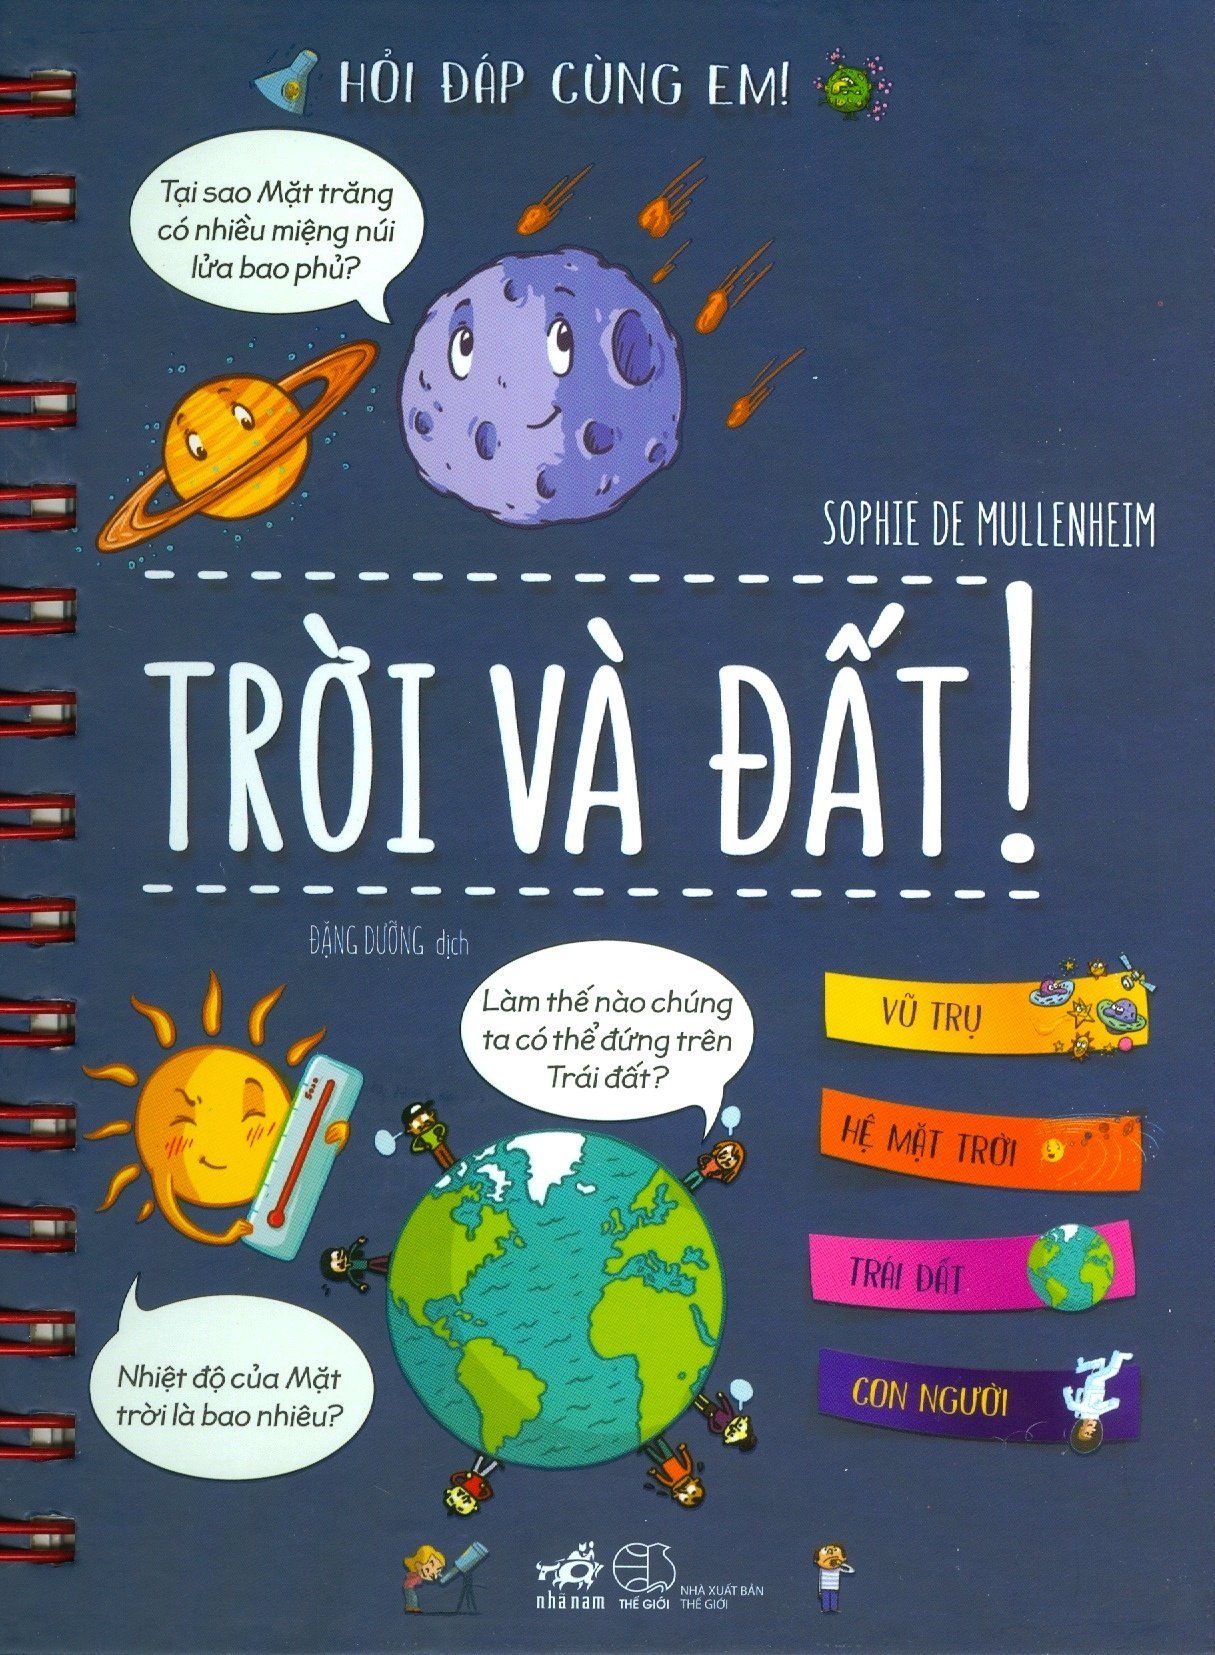 HỎI ĐÁP CÙNG EM!
Tại sao Mặt trăng
có nhiều miệng núi
lửa bao phủ?
SOPHIE DE MULLENHEIM
TRỜI VÀ ĐẤT!
ĐẶNG DƯỠNG dịch
Làm thế nào chúng
ta có thể đứng trên
Trái đất?
VŨ TRỤ
HỆ MẶT TRỜI
TRÁI ĐẤT
CON NGƯỜI
Nhiệt độ của Mặt
trời là bao nhiêu?
nhã nam
THẾ GIỚI
NHÀ XUẤT BẢN
THẾ GIỚI